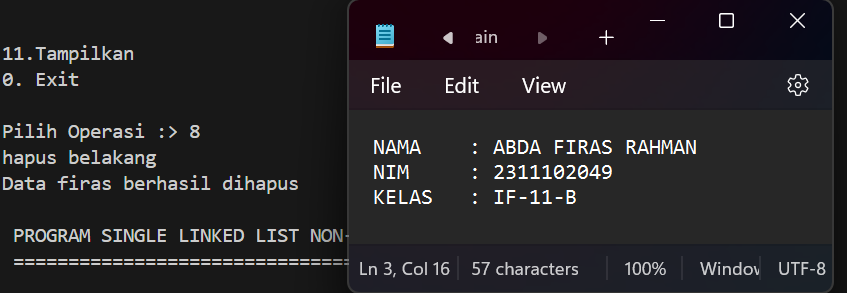 11.Tampilkan
0. Exit
Pilih Operasi :> 8
hapus belakang
Data firas berhasil dihapus
PROGRAM SINGLE LINKED LIST NON-
===============================
ain
File Edit View
NAMA : ABDA FIRAS RAHMAN
NIM : 2311102049
KELAS : IF-11-B
Ln 3, Col 16 57 characters 100% Window UTF-8